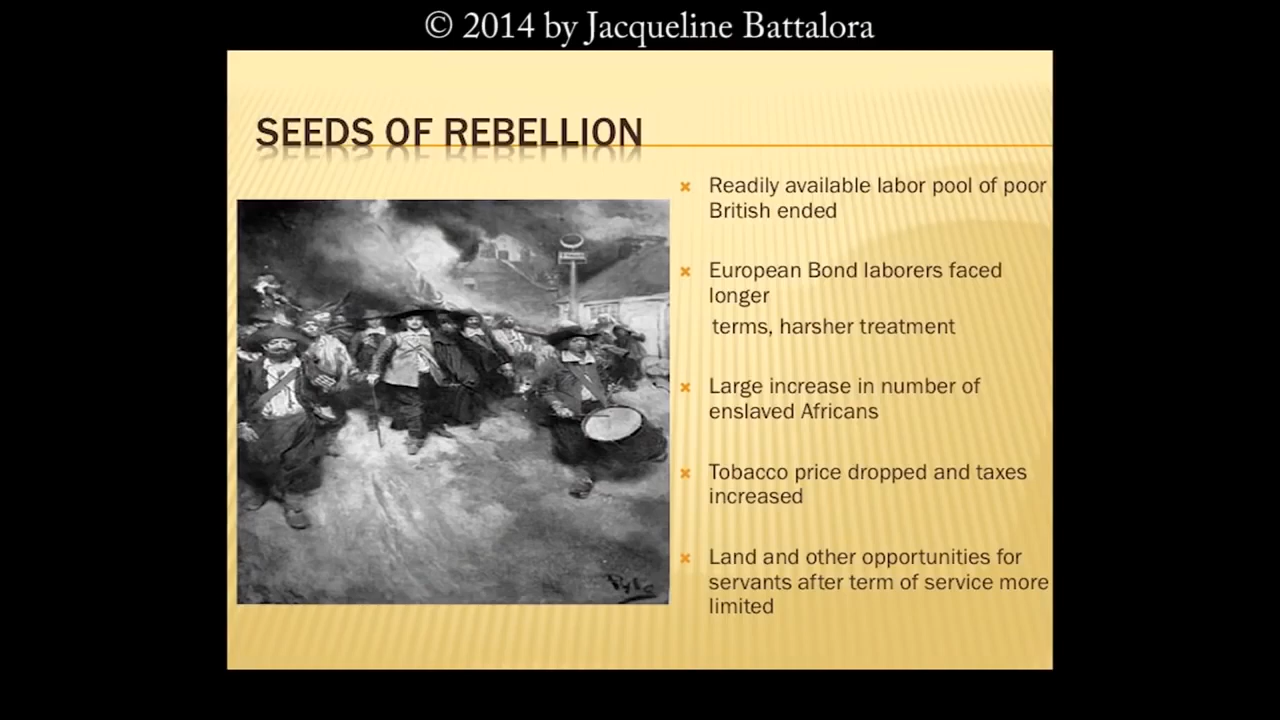 © 2014 by Jacqueline Battalora
SEEDS OF REBELLION
Readily available labor pool of poor
British ended
European Bond laborers faced
longer
terms, harsher treatment
Large increase in number of
enslaved Africans
Tobacco price dropped and taxes
increased
Land and other opportunities for
servants after term of service more
limited